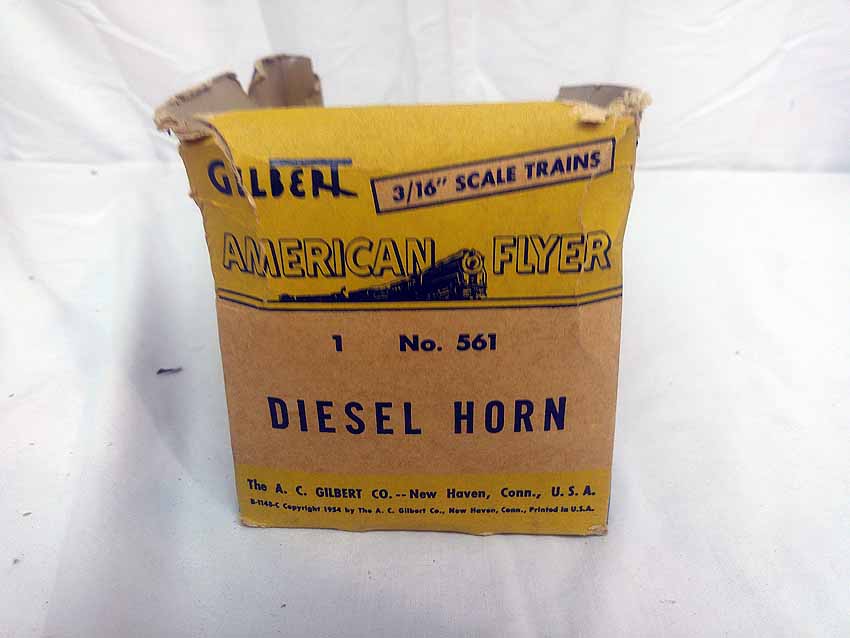 GILBERT
3/16" SCALE TRAINS
AMERICAN FLYER
1 No. 561
DIESEL HORN
The A. C. GILBERT CO. -- New Haven, Conn., U. S. A.
B-1148-C Copyright 1954 by The A. C. Gilbert Co., New Haven, Conn., Printed in U.S.A.